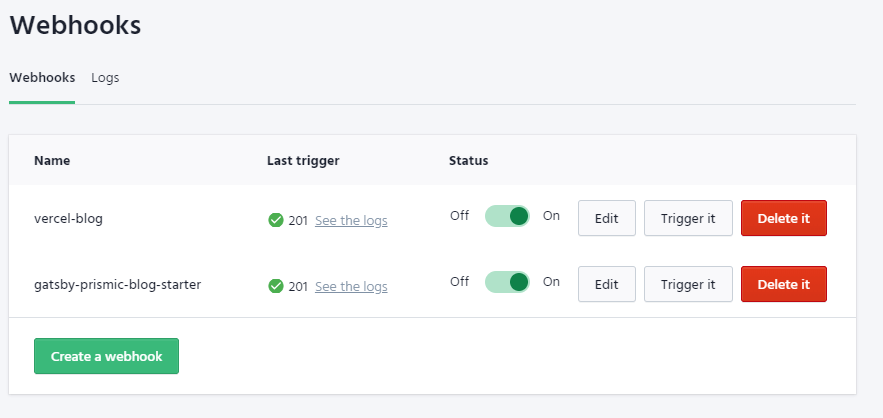 Webhooks
Webhooks Logs
Name Last trigger Status
vercel-blog 201 See the logs Off On Edit Trigger it Delete it
gatsby-prismic-blog-starter 201 See the logs Off On Edit Trigger it Delete it
Create a webhook